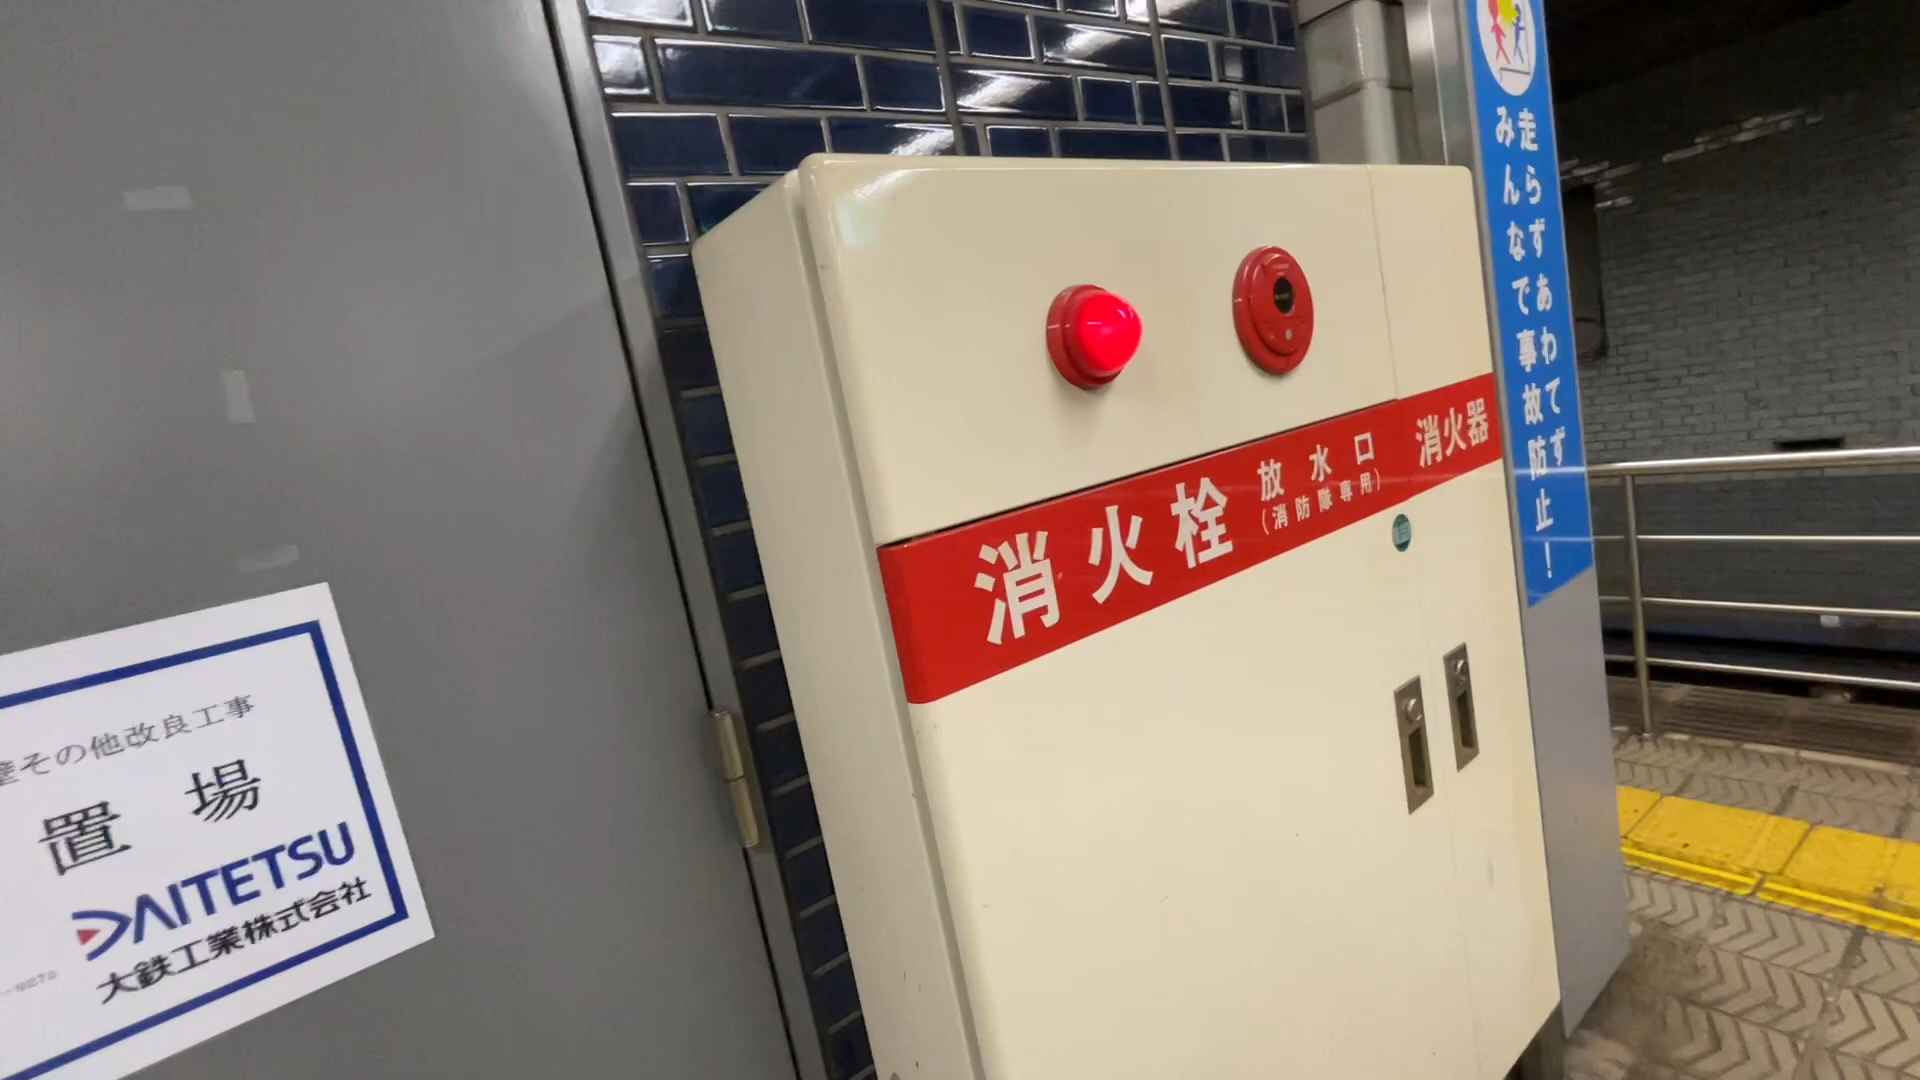 その他改良工事
置場
DAITETSU
大鉄工業株式会社
消火栓
放水口
(消防隊専用)
消火器
走らずあわてず
みんなで事故防止!